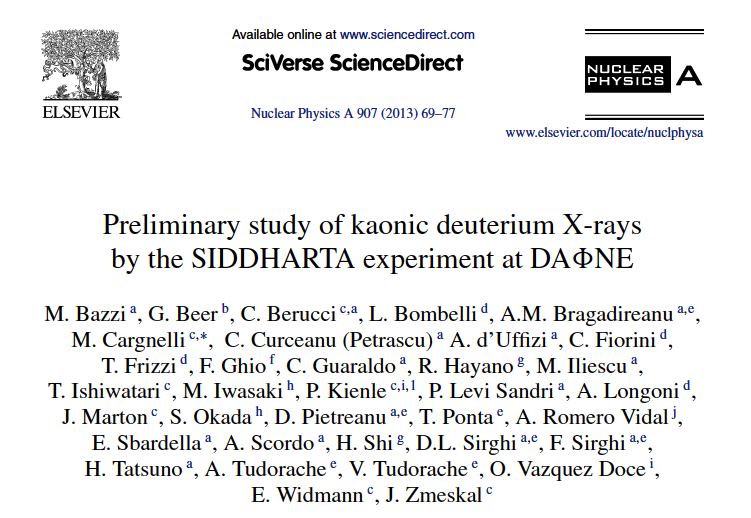 Available online at www.sciencedirect.com
SciVerse ScienceDirect
ELSEVIER
NUCLEAR PHYSICS A
Nuclear Physics A 907 (2013) 69–77
www.elsevier.com/locate/nuclphysa
Preliminary study of kaonic deuterium X-rays
by the SIDDHARTA experiment at DAΦNE
M. Bazzi a, G. Beer b, C. Berucci c,a, L. Bombelli d, A.M. Bragadireanu a,e,
M. Cargnelli c,∗, C. Curceanu (Petrascu) a A. d'Uffizi a, C. Fiorini d,
T. Frizzi d, F. Ghio f, C. Guaraldo a, R. Hayano g, M. Iliescu a,
T. Ishiwatari c, M. Iwasaki h, P. Kienle c,i,1, P. Levi Sandri a, A. Longoni d,
J. Marton c, S. Okada h, D. Pietreanu a,e, T. Ponta e, A. Romero Vidal j,
E. Sbardella a, A. Scordo a, H. Shi g, D.L. Sirghi a,e, F. Sirghi a,e,
H. Tatsuno a, A. Tudorache e, V. Tudorache e, O. Vazquez Doce i,
E. Widmann c, J. Zmeskal c